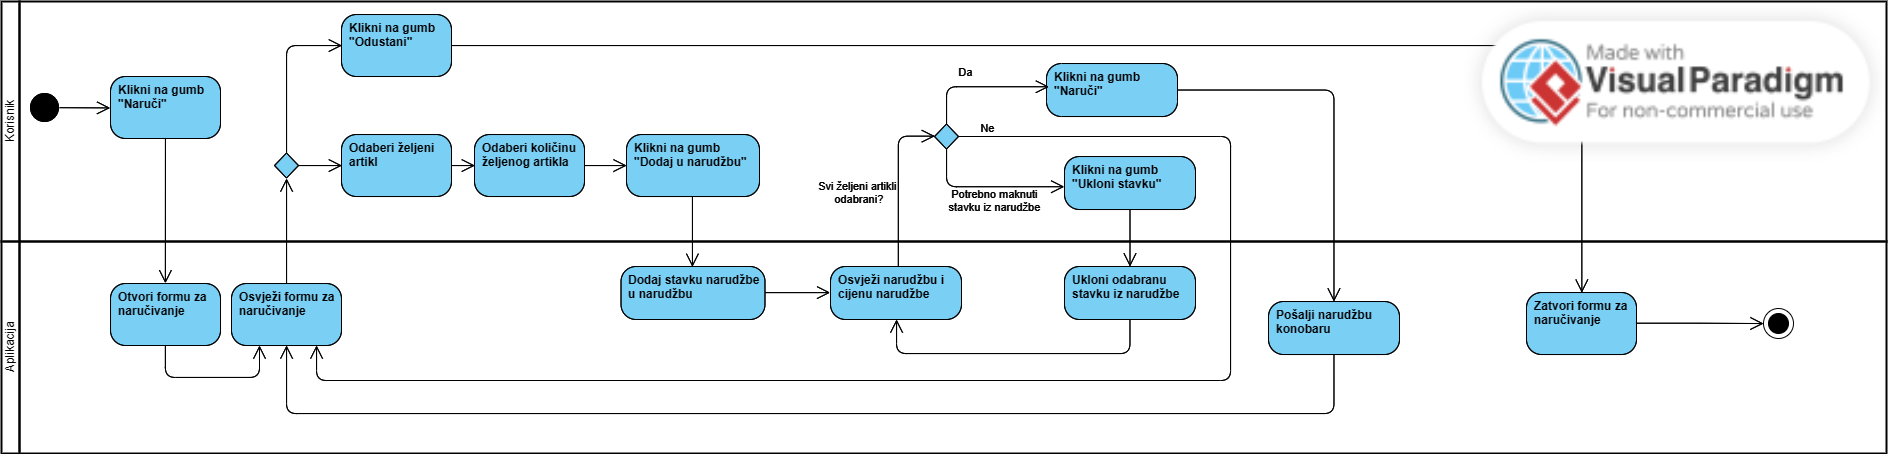 Korisnik
Klikni na gumb
"Naruči"
Klikni na gumb
"Odustani"
Odaberi željeni
artikl
Odaberi količinu
željenog artikla
Klikni na gumb
"Dodaj u narudžbu"
Svi željeni artikli
odabrani?
Da
Ne
Potrebno maknuti
stavku iz narudžbe
Klikni na gumb
"Naruči"
Klikni na gumb
"Ukloni stavku"
Made with
Visual Paradigm
For non-commercial use
Aplikacija
Otvori formu za
naručivanje
Osvježi formu za
naručivanje
Dodaj stavku narudžbe
u narudžbu
Osvježi narudžbu i
cijenu narudžbe
Ukloni odabranu
stavku iz narudžbe
Pošalji narudžbu
konobaru
Zatvori formu za
naručivanje